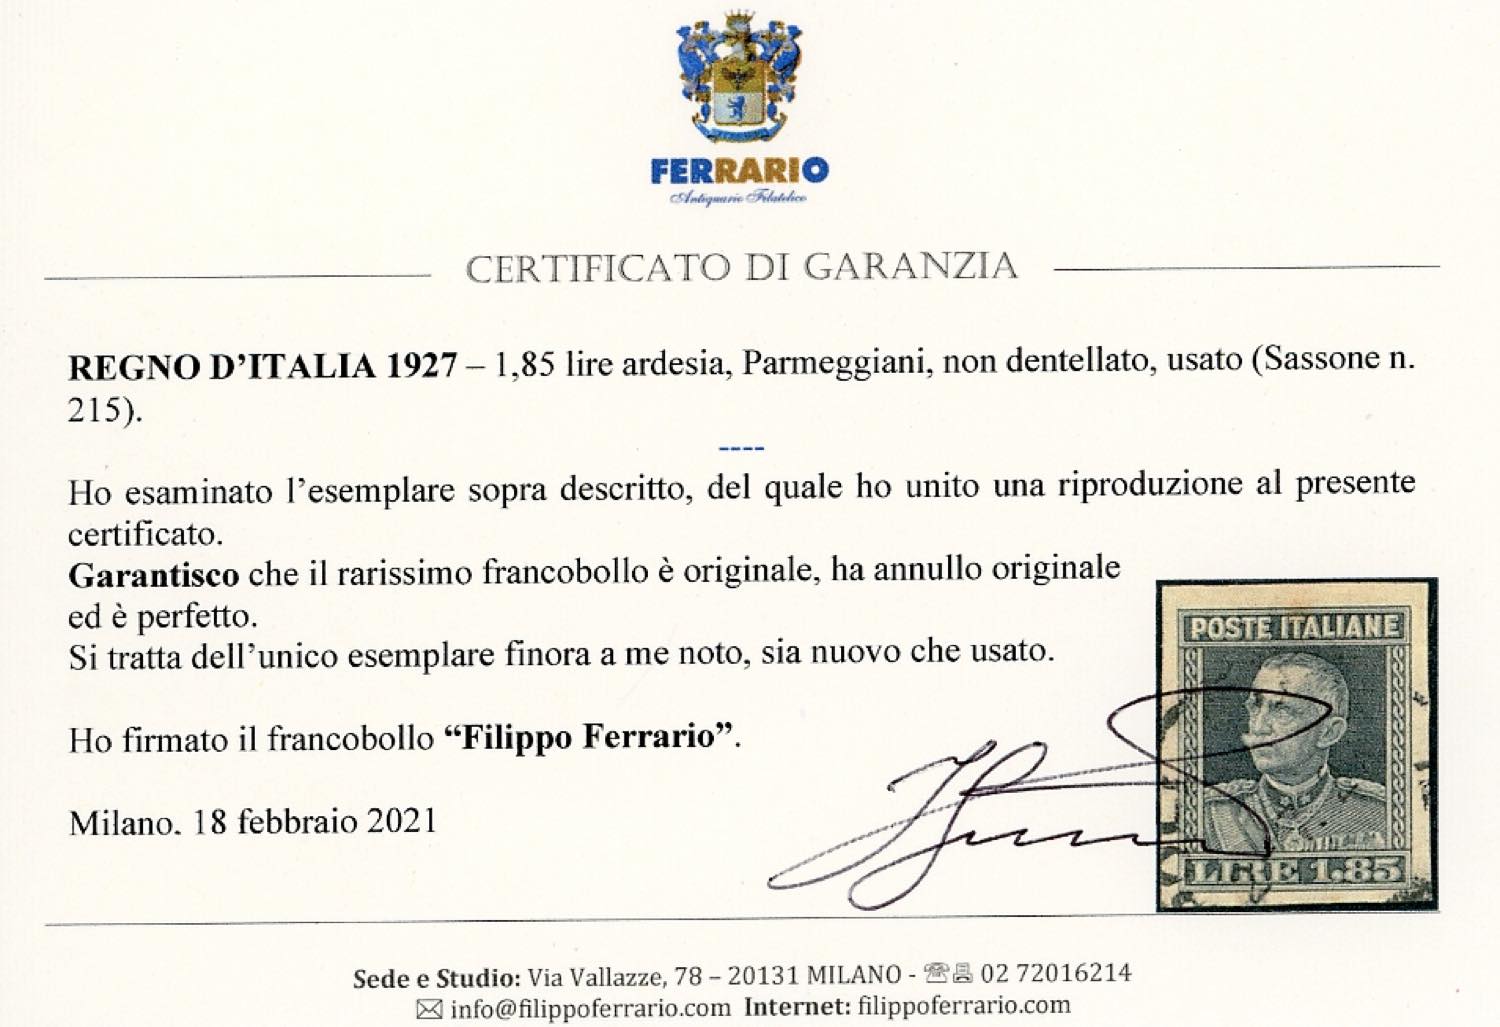 FERRARIO
Antiquario Filatelico
CERTIFICATO DI GARANZIA
REGNO D'ITALIA 1927 – 1,85 lire ardesia, Parmeggiani, non dentellato, usato (Sassone n.
215).
----
Ho esaminato l'esemplare sopra descritto, del quale ho unito una riproduzione al presente
certificato.
Garantisco che il rarissimo francobollo è originale, ha annullo originale
ed è perfetto.
Si tratta dell'unico esemplare finora a me noto, sia nuovo che usato.
POSTE ITALIANE
Ho firmato il francobollo “Filippo Ferrario”.
Milano. 18 febbraio 2021
LIRE 1.85
Sede e Studio: Via Vallazze, 78 – 20131 MILANO - 02 72016214
info@filippoferrario.com Internet: filippoferrario.com